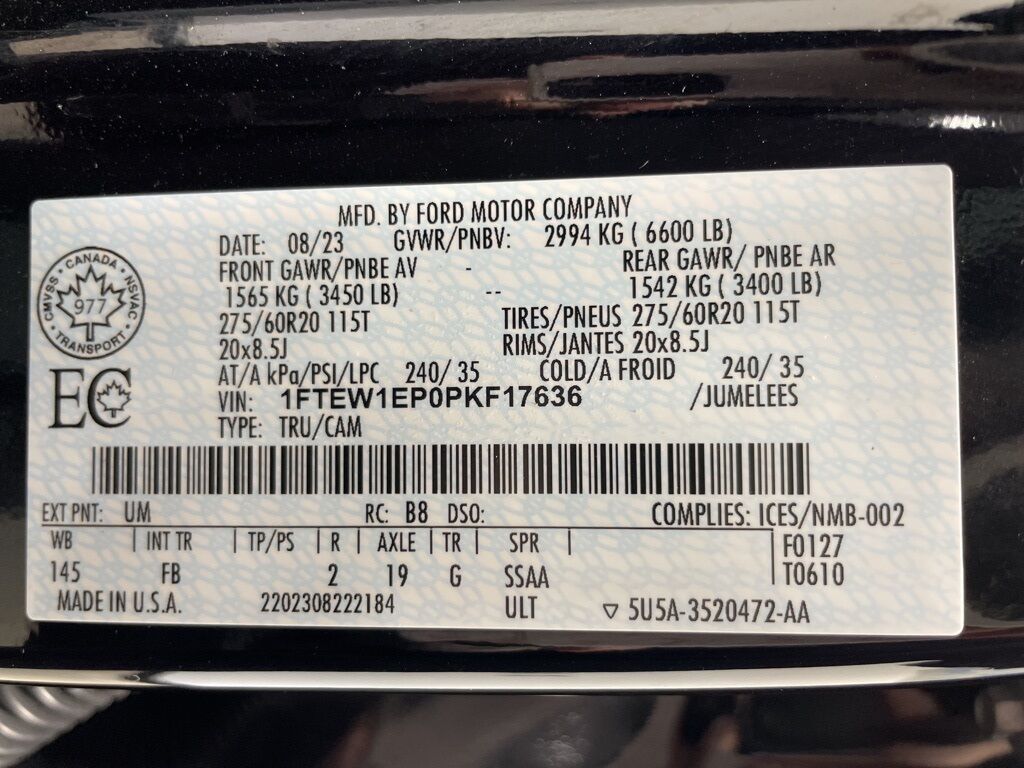 MFD. BY FORD MOTOR COMPANY
DATE: 08/23 GVWR/PNBV: 2994 KG ( 6600 LB)
FRONT GAWR/PNBE AV - REAR GAWR/ PNBE AR
1565 KG ( 3450 LB) -- 1542 KG ( 3400 LB)
275/60R20 115T TIRES/PNEUS 275/60R20 115T
20x8.5J RIMS/JANTES 20x8.5J
AT/A kPa/PSI/LPC 240/ 35 COLD/A FROID 240/ 35
VIN: 1FTEW1EP0PKF17636 /JUMELEES
TYPE: TRU/CAM
CMVSS • CANADA • NSVAC • TRANSPORT •
977
EC
EXT PNT: UM RC: B8 DSO: COMPLIES: ICES/NMB-002
WB | INT TR | TP/PS | R | AXLE | TR | SPR | F0127
145 FB 2 19 G SSAA T0610
MADE IN U.S.A. 2202308222184 ULT ▽ 5U5A-3520472-AA